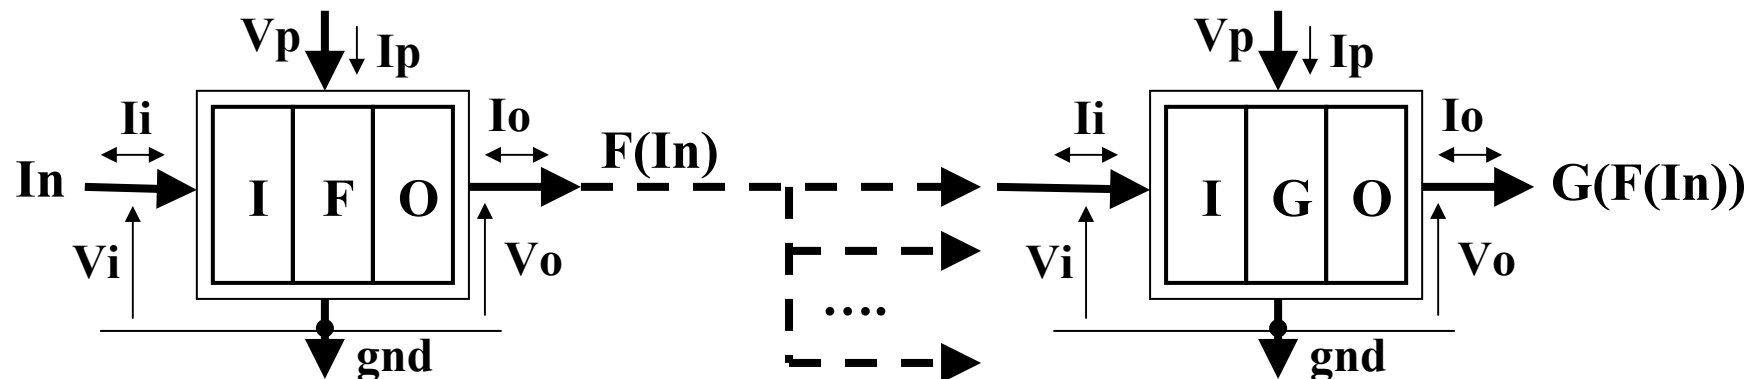 Vp
Ip
Ii
Io
In
I F O
F(In)
Vi
Vo
gnd
....
Vp
Ip
Ii
Io
I G O
G(F(In))
Vi
Vo
gnd